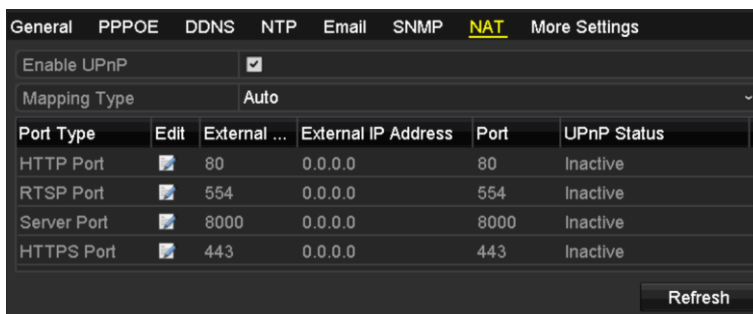 General PPPOE DDNS NTP Email SNMP NAT More Settings
Enable UPnP
Mapping Type Auto
Port Type Edit External ... External IP Address Port UPnP Status
HTTP Port 80 0.0.0.0 80 Inactive
RTSP Port 554 0.0.0.0 554 Inactive
Server Port 8000 0.0.0.0 8000 Inactive
HTTPS Port 443 0.0.0.0 443 Inactive
Refresh